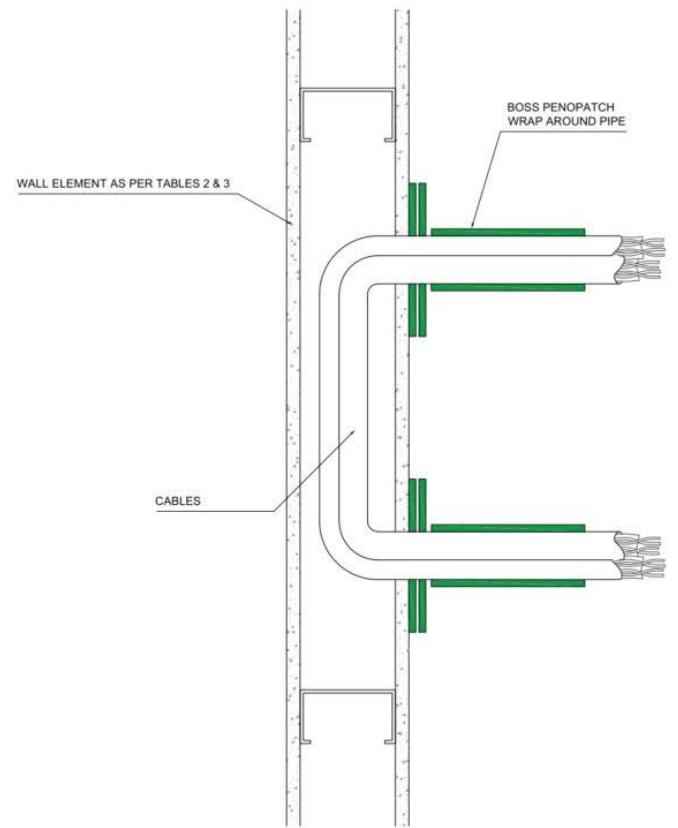 BOSS PENOPATCH
WRAP AROUND PIPE
WALL ELEMENT AS PER TABLES 2 & 3
CABLES